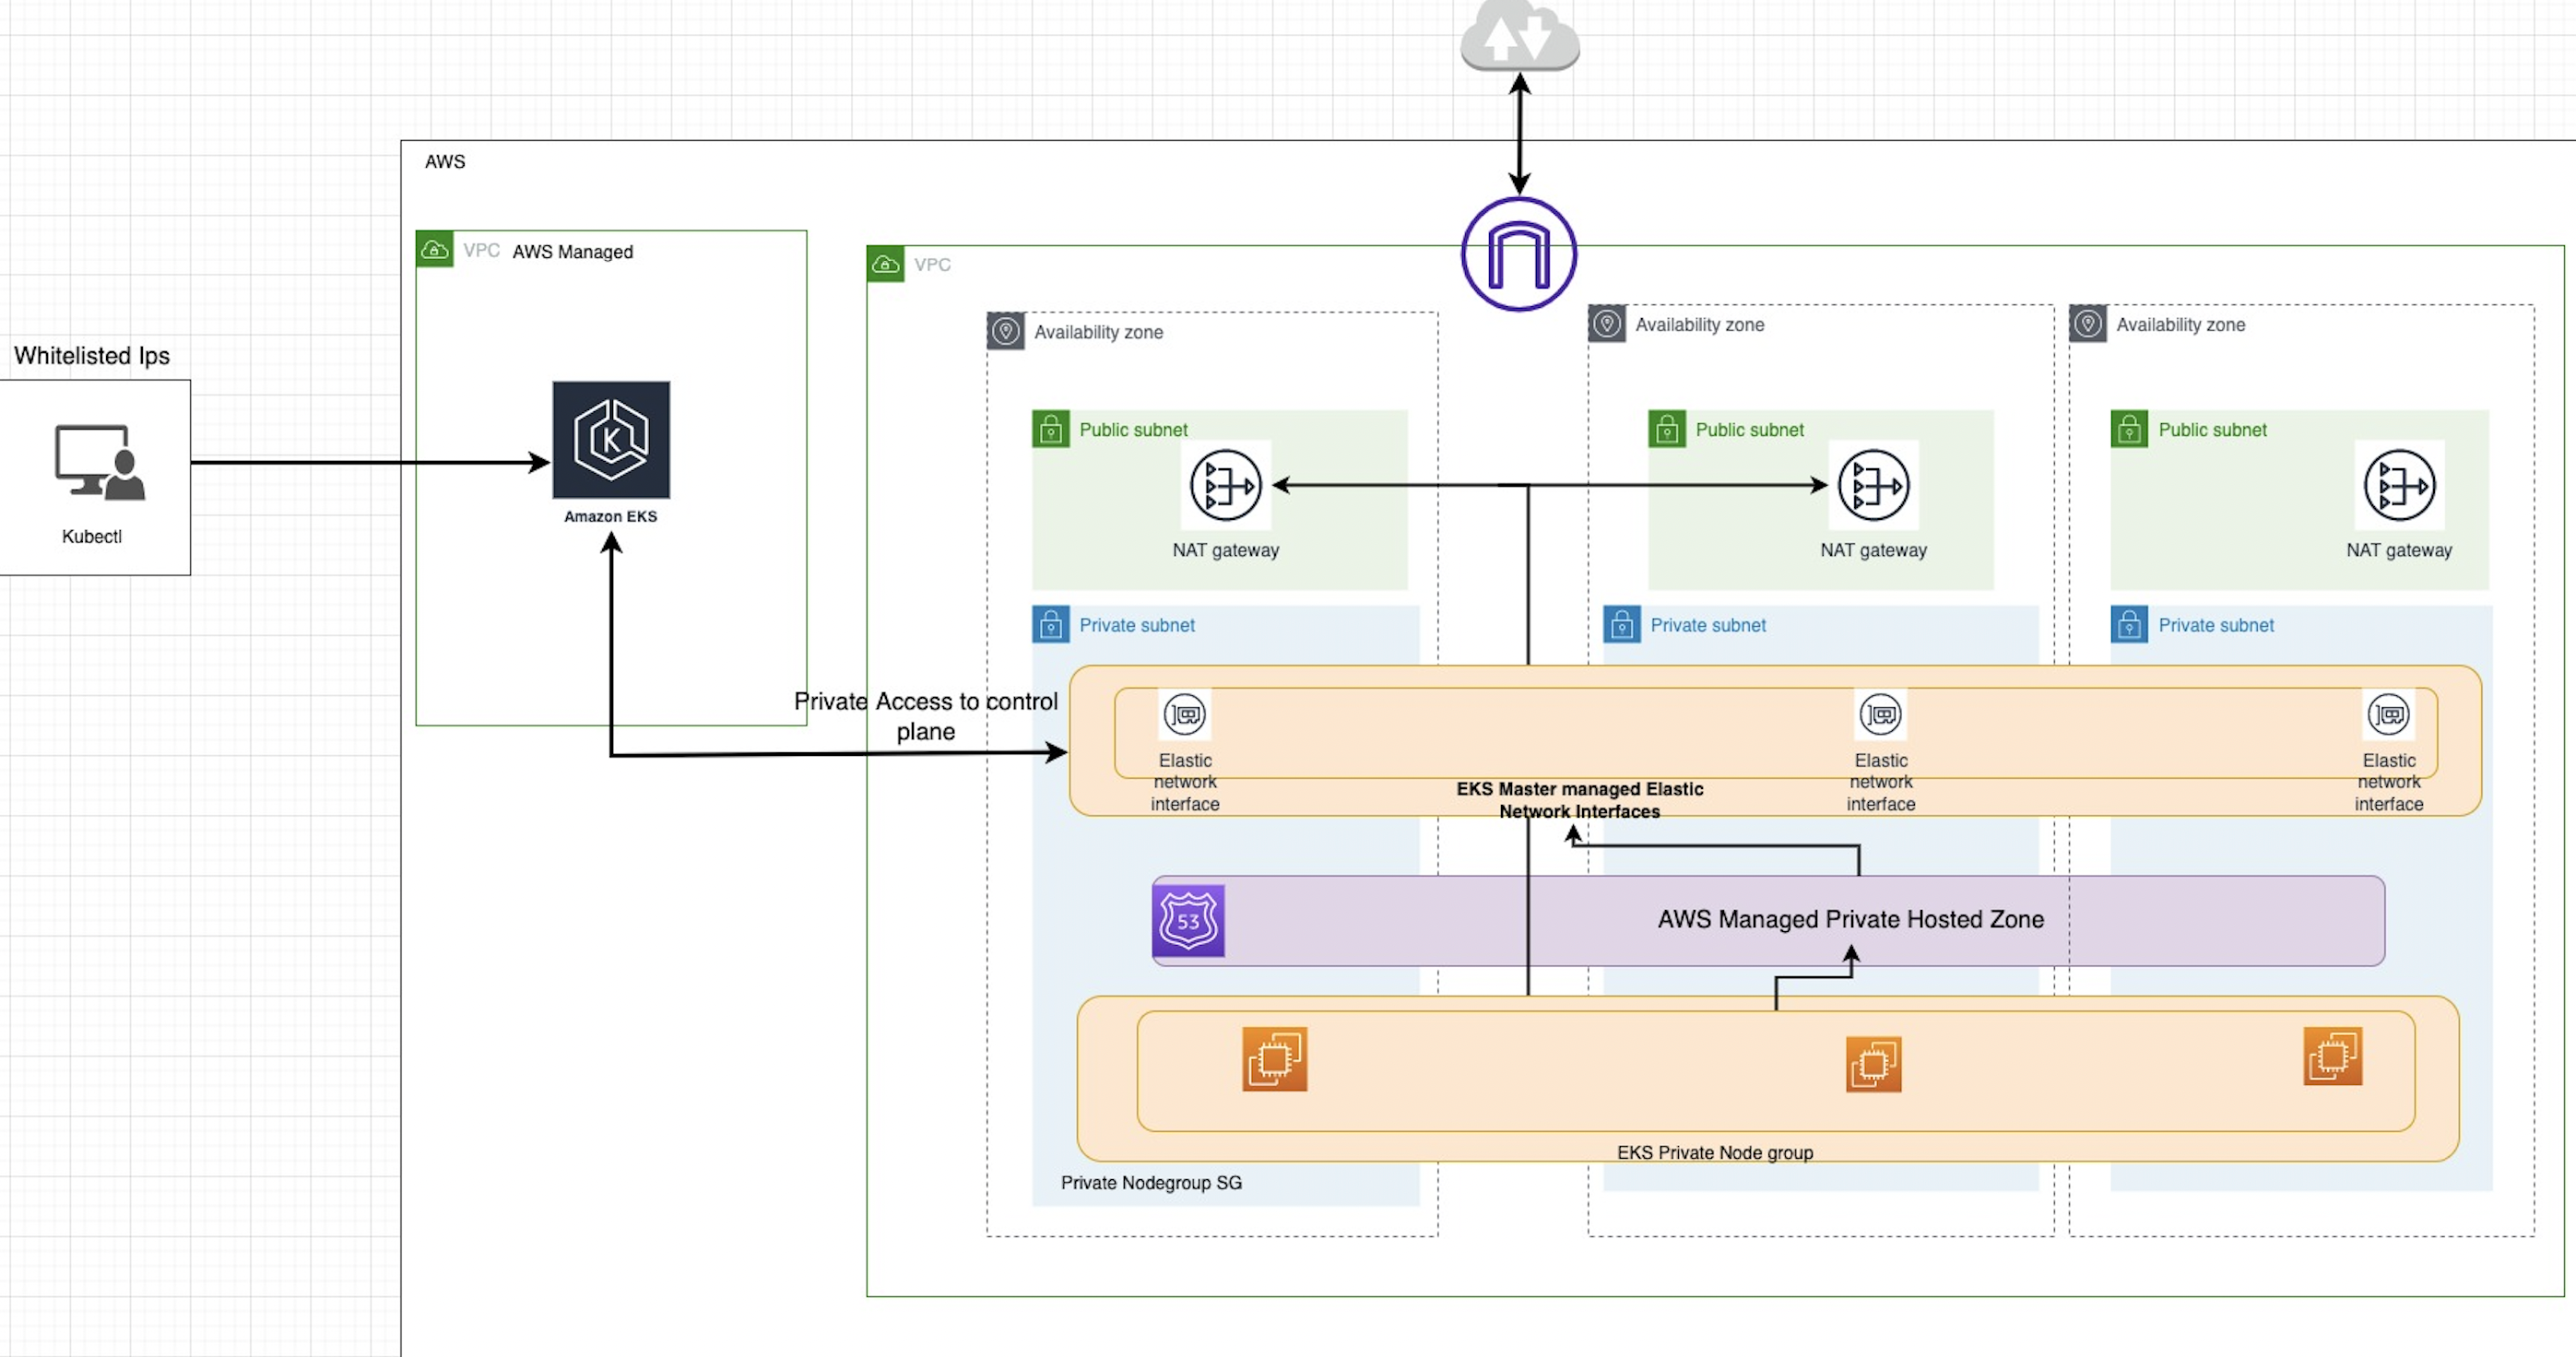 AWS
VPC AWS Managed
VPC
Whitelisted Ips
Kubectl
Amazon EKS
Availability zone
Availability zone
Availability zone
Public subnet
Public subnet
Public subnet
NAT gateway
NAT gateway
NAT gateway
Private subnet
Private subnet
Private subnet
Private Access to control
plane
Elastic
network
interface
Elastic
network
interface
Elastic
network
interface
EKS Master managed Elastic
Network Interfaces
53
AWS Managed Private Hosted Zone
EKS Private Node group
Private Nodegroup SG